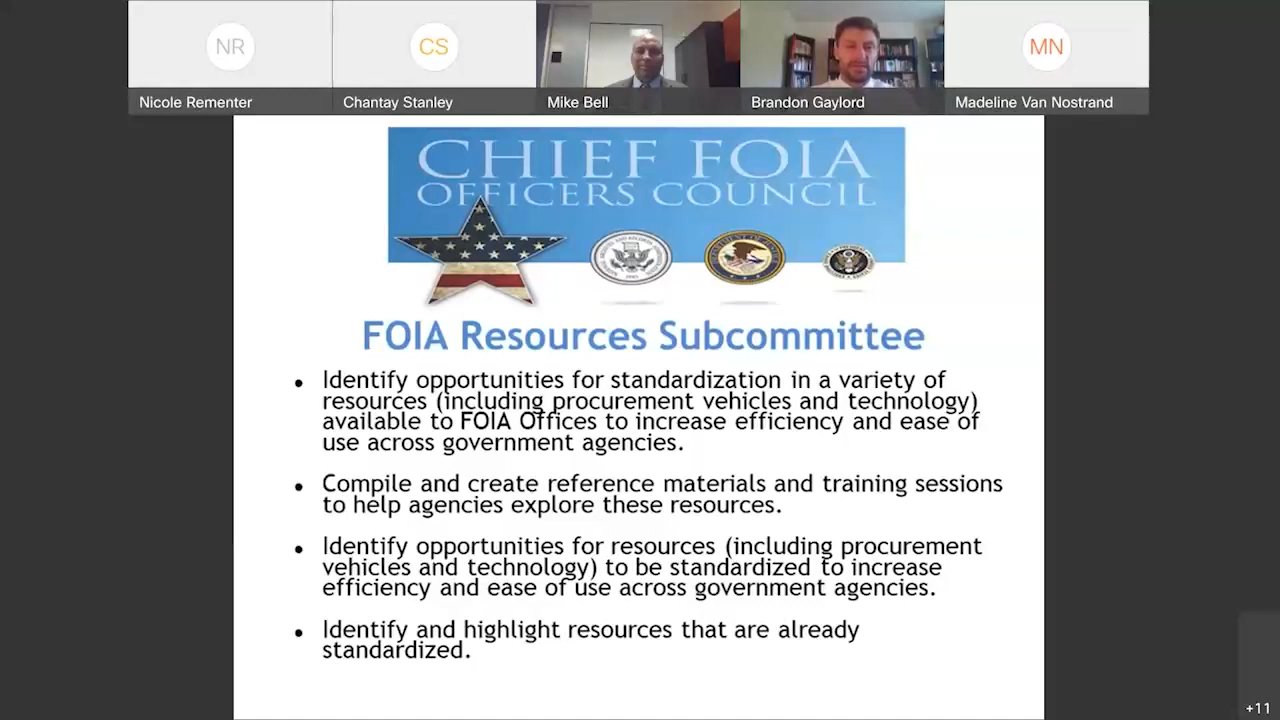 NR
CS
MN
Nicole Rementer
Chantay Stanley
Mike Bell
Brandon Gaylord
Madeline Van Nostrand
CHIEF FOIA
OFFICERS COUNCIL
FOIA Resources Subcommittee
• Identify opportunities for standardization in a variety of
resources (including procurement vehicles and technology)
available to FOIA Offices to increase efficiency and ease of
use across government agencies.
• Compile and create reference materials and training sessions
to help agencies explore these resources.
• Identify opportunities for resources (including procurement
vehicles and technology) to be standardized to increase
efficiency and ease of use across government agencies.
• Identify and highlight resources that are already
standardized.
+11